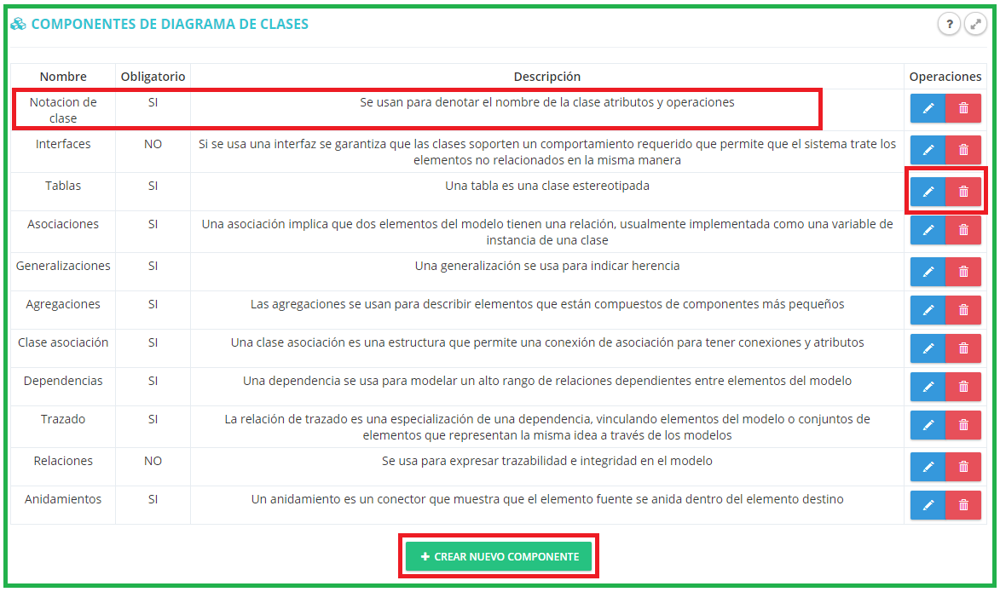 COMPONENTES DE DIAGRAMA DE CLASES
?
Nombre Obligatorio Descripción Operaciones
Notacion de clase SI Se usan para denotar el nombre de la clase atributos y operaciones
Interfaces NO Si se usa una interfaz se garantiza que las clases soporten un comportamiento requerido que permite que el sistema trate los
elementos no relacionados en la misma manera
Tablas SI Una tabla es una clase estereotipada
Asociaciones SI Una asociación implica que dos elementos del modelo tienen una relación, usualmente implementada como una variable de
instancia de una clase
Generalizaciones SI Una generalización se usa para indicar herencia
Agregaciones SI Las agregaciones se usan para describir elementos que están compuestos de componentes más pequeños
Clase asociación SI Una clase asociación es una estructura que permite una conexión de asociación para tener conexiones y atributos
Dependencias SI Una dependencia se usa para modelar un alto rango de relaciones dependientes entre elementos del modelo
Trazado SI La relación de trazado es una especialización de una dependencia, vinculando elementos del modelo o conjuntos de
elementos que representan la misma idea a través de los modelos
Relaciones NO Se usa para expresar trazabilidad e integridad en el modelo
Anidamientos SI Un anidamiento es un conector que muestra que el elemento fuente se anida dentro del elemento destino
+ CREAR NUEVO COMPONENTE